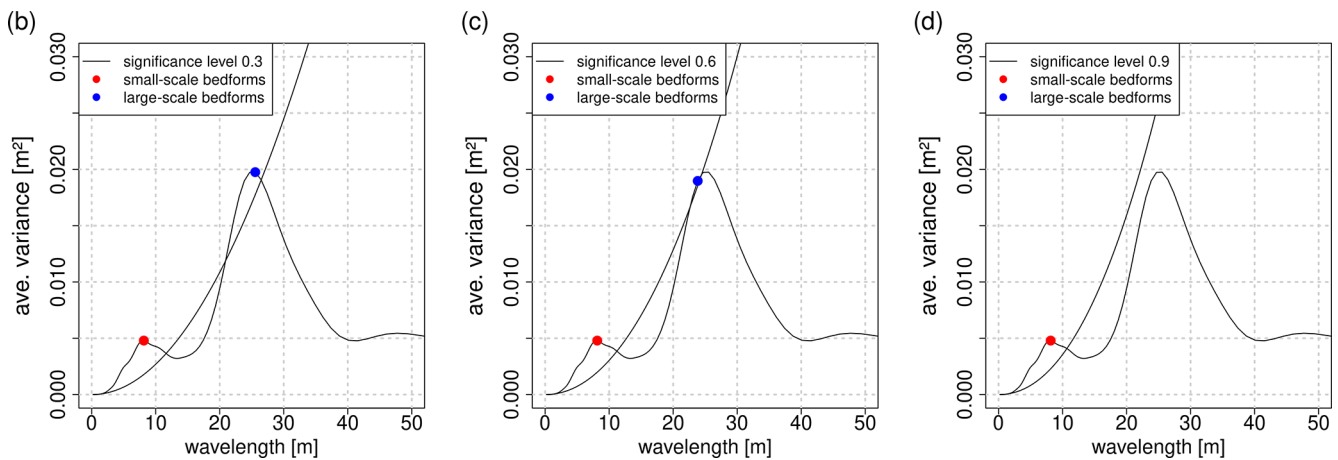 (b)
significance level 0.3
small-scale bedforms
large-scale bedforms
ave. variance [m²]
0.030
0.020
0.010
0.000
0 10 20 30 40 50
wavelength [m]
(c)
significance level 0.6
small-scale bedforms
large-scale bedforms
ave. variance [m²]
0.030
0.020
0.010
0.000
0 10 20 30 40 50
wavelength [m]
(d)
significance level 0.9
small-scale bedforms
large-scale bedforms
ave. variance [m²]
0.030
0.020
0.010
0.000
0 10 20 30 40 50
wavelength [m]